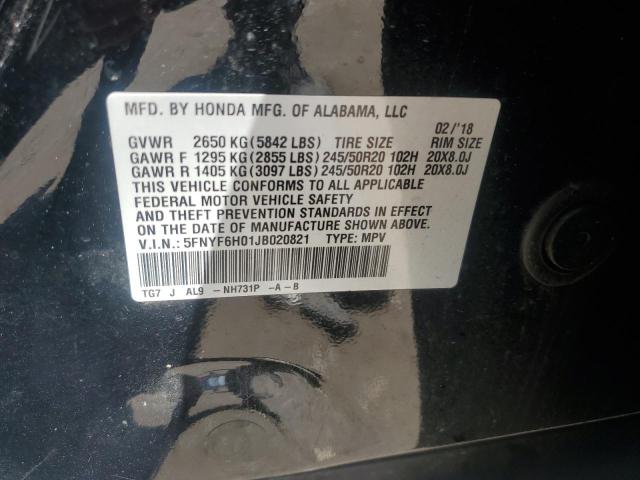 MFD. BY HONDA MFG. OF ALABAMA, LLC
02/'18
GVWR 2650 KG(5842 LBS) TIRE SIZE RIM SIZE
GAWR F 1295 KG(2855 LBS)245/50R20 102H 20X8.0J
GAWR R 1405 KG(3097 LBS)245/50R20 102H 20X8.0J
THIS VEHICLE CONFORMS TO ALL APPLICABLE
FEDERAL MOTOR VEHICLE SAFETY
AND THEFT PREVENTION STANDARDS IN EFFECT
ON THE DATE OF MANUFACTURE SHOWN ABOVE.
V.I.N.: 5FNYF6H01JB020821 TYPE: MPV
TG7 J AL9 -NH731P -A-B